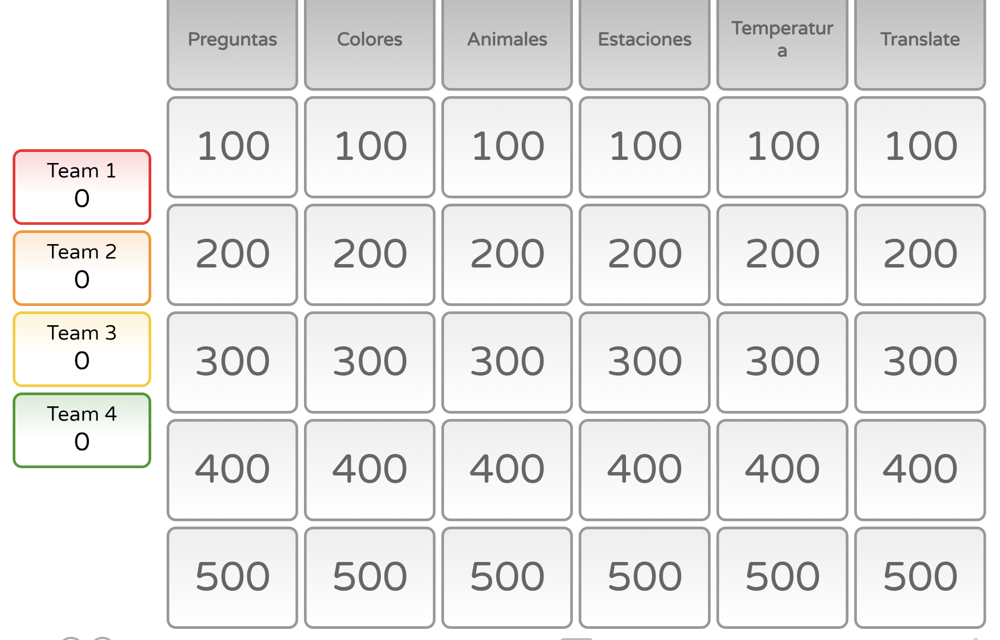 Preguntas
Colores
Animales
Estaciones
Temperatur
a
Translate
100 100 100 100 100 100
200 200 200 200 200 200
300 300 300 300 300 300
400 400 400 400 400 400
500 500 500 500 500 500
Team 1
0
Team 2
0
Team 3
0
Team 4
0